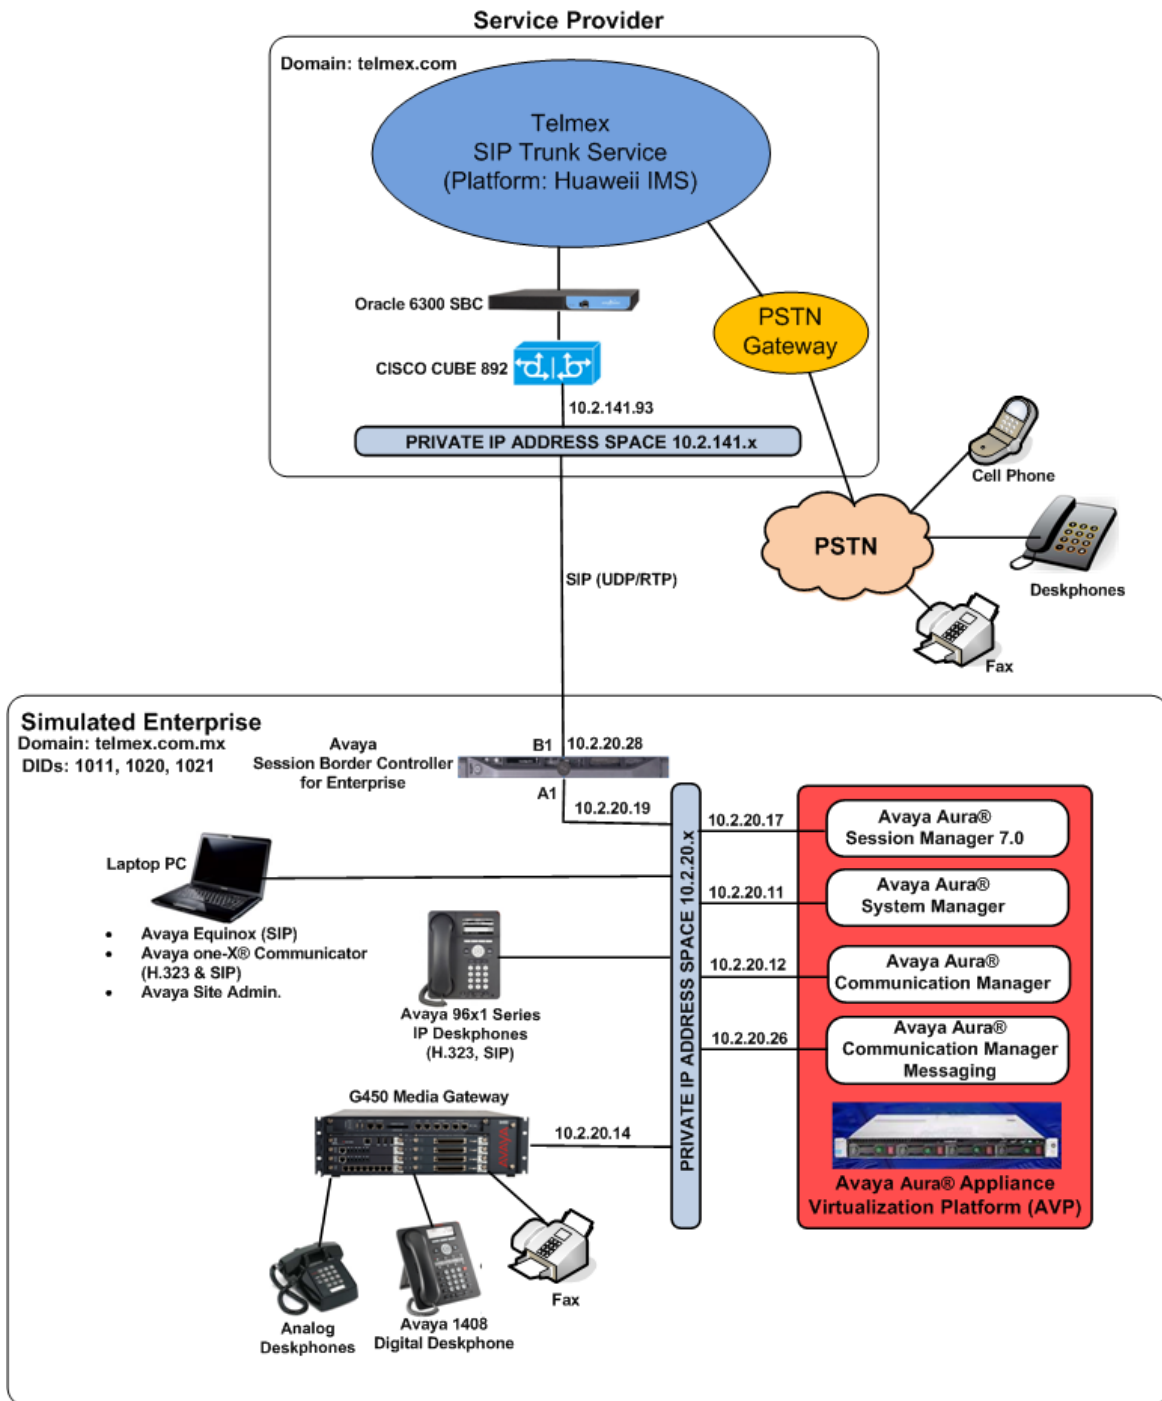 Service Provider
Domain: telmex.com
Telmex
SIP Trunk Service
(Platform: Huaweii IMS)
Oracle 6300 SBC
CISCO CUBE 892
10.2.141.93
PRIVATE IP ADDRESS SPACE 10.2.141.x
PSTN
Gateway
Cell Phone
PSTN
Deskphones
Fax
SIP (UDP/RTP)
Simulated Enterprise
Domain: telmex.com.mx
DIDs: 1011, 1020, 1021
Avaya
Session Border Controller
for Enterprise
B1
10.2.20.28
A1
10.2.20.19
PRIVATE IP ADDRESS SPACE 10.2.20.x
10.2.20.17
Avaya Aura®
Session Manager 7.0
10.2.20.11
Avaya Aura®
System Manager
10.2.20.12
Avaya Aura®
Communication Manager
10.2.20.26
Avaya Aura®
Communication Manager
Messaging
Avaya Aura® Appliance
Virtualization Platform (AVP)
Laptop PC
• Avaya Equinox (SIP)
• Avaya one-X® Communicator
(H.323 & SIP)
• Avaya Site Admin.
Avaya 96x1 Series
IP Deskphones
(H.323, SIP)
G450 Media Gateway
AVAYA
10.2.20.14
Analog
Deskphones
Avaya 1408
Digital Deskphone
Fax